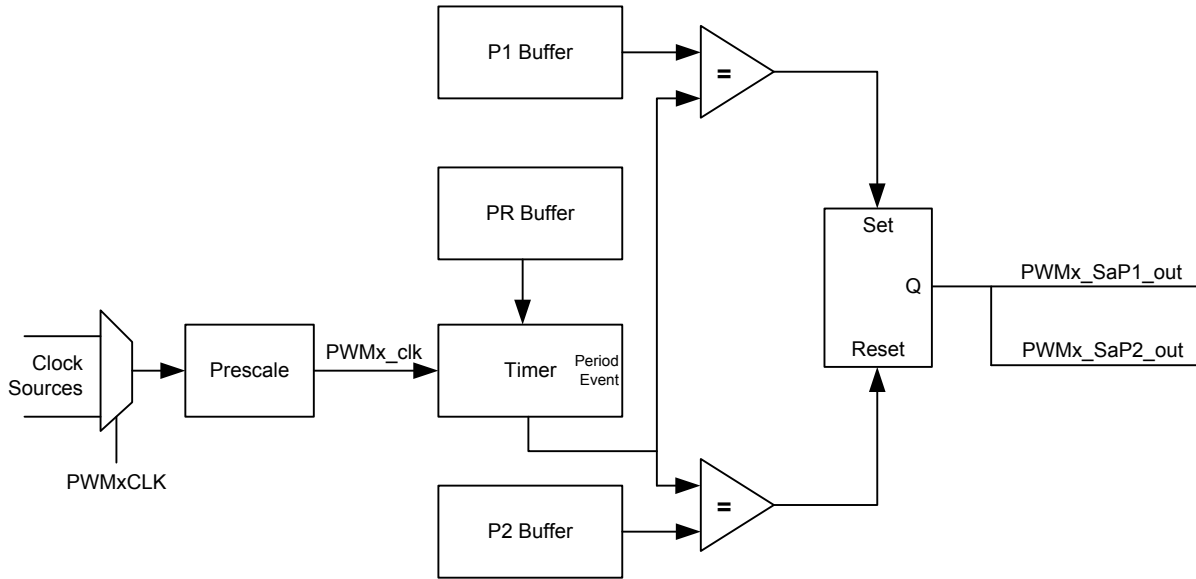 P1 Buffer
=
PR Buffer
Set
Q
PWMx_SaP1_out
Reset
PWMx_SaP2_out
Clock
Sources
Prescale
PWMx_clk
Timer
Period
Event
PWMxCLK
P2 Buffer
=